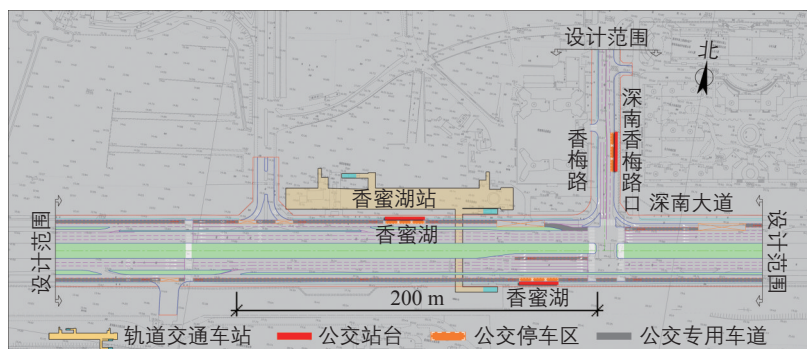 设计范围
北
深南香梅路口
香梅路
香蜜湖站
深南大道
香蜜湖
设计范围
设计范围
200 m
香蜜湖
轨道交通车站
公交站台
公交停车区
公交专用车道